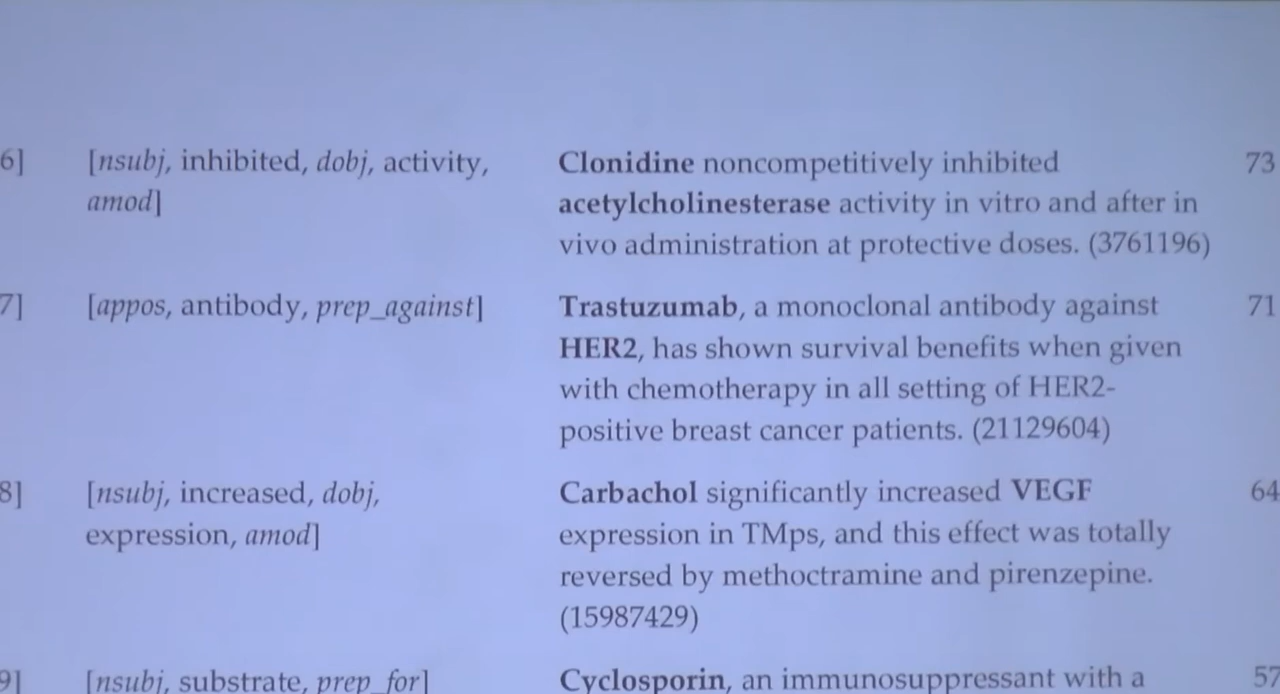 6] [nsubj, inhibited, dobj, activity, Clonidine noncompetitively inhibited 73
amod] acetylcholinesterase activity in vitro and after in
vivo administration at protective doses. (3761196)
7] [appos, antibody, prep_against] Trastuzumab, a monoclonal antibody against 71
HER2, has shown survival benefits when given
with chemotherapy in all setting of HER2-
positive breast cancer patients. (21129604)
8] [nsubj, increased, dobj, Carbachol significantly increased VEGF 64
expression, amod] expression in TMps, and this effect was totally
reversed by methoctramine and pirenzepine.
(15987429)
9] [nsubj, substrate, prep_for] Cyclosporin, an immunosuppressant with a 57